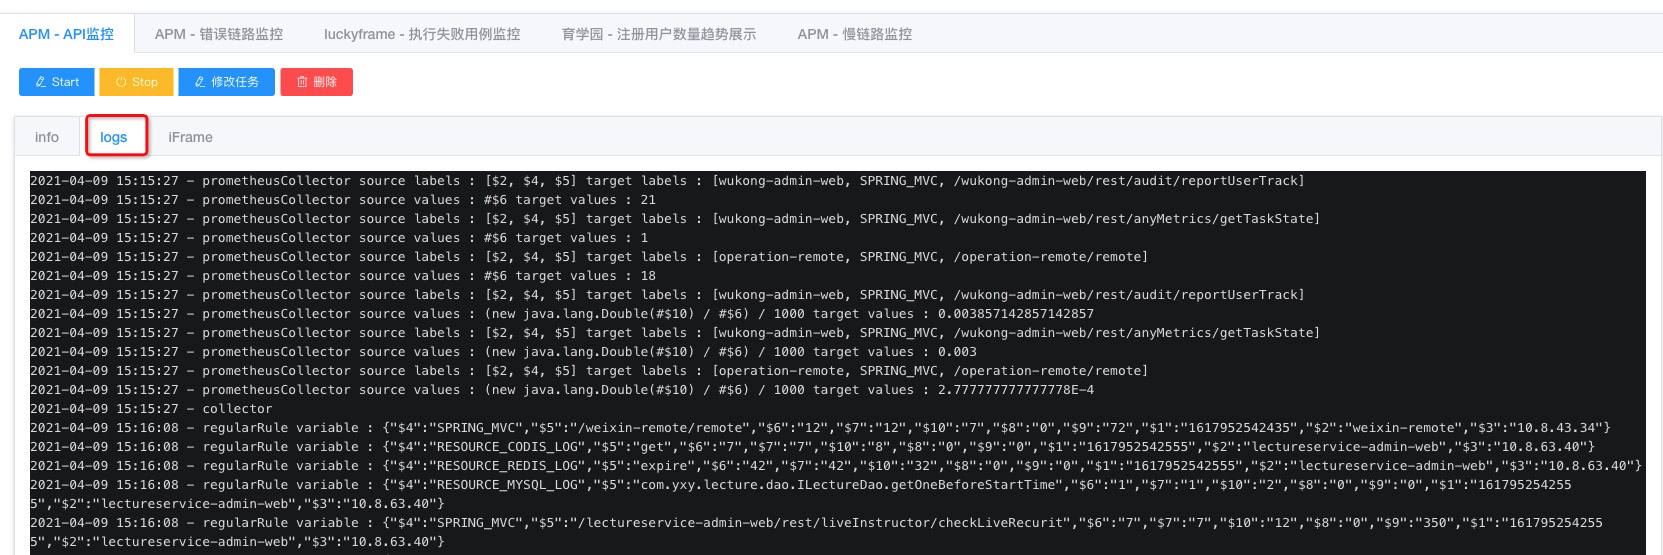 APM - API监控 APM - 错误链路监控 luckyframe - 执行失败用例监控 育学园 - 注册用户数量趋势展示 APM - 慢链路监控
Start Stop 修改任务 删除
info logs iFrame
2021-04-09 15:15:27 - prometheusCollector source labels : [$2, $4, $5] target labels : [wukong-admin-web, SPRING_MVC, /wukong-admin-web/rest/audit/reportUserTrack]
2021-04-09 15:15:27 - prometheusCollector source values : #$6 target values : 21
2021-04-09 15:15:27 - prometheusCollector source labels : [$2, $4, $5] target labels : [wukong-admin-web, SPRING_MVC, /wukong-admin-web/rest/anyMetrics/getTaskState]
2021-04-09 15:15:27 - prometheusCollector source values : #$6 target values : 1
2021-04-09 15:15:27 - prometheusCollector source labels : [$2, $4, $5] target labels : [operation-remote, SPRING_MVC, /operation-remote/remote]
2021-04-09 15:15:27 - prometheusCollector source values : #$6 target values : 18
2021-04-09 15:15:27 - prometheusCollector source labels : [$2, $4, $5] target labels : [wukong-admin-web, SPRING_MVC, /wukong-admin-web/rest/audit/reportUserTrack]
2021-04-09 15:15:27 - prometheusCollector source values : (new java.lang.Double(#$10) / #$6) / 1000 target values : 0.003857142857142857
2021-04-09 15:15:27 - prometheusCollector source labels : [$2, $4, $5] target labels : [wukong-admin-web, SPRING_MVC, /wukong-admin-web/rest/anyMetrics/getTaskState]
2021-04-09 15:15:27 - prometheusCollector source values : (new java.lang.Double(#$10) / #$6) / 1000 target values : 0.003
2021-04-09 15:15:27 - prometheusCollector source labels : [$2, $4, $5] target labels : [operation-remote, SPRING_MVC, /operation-remote/remote]
2021-04-09 15:15:27 - prometheusCollector source values : (new java.lang.Double(#$10) / #$6) / 1000 target values : 2.777777777777778E-4
2021-04-09 15:15:27 - collector
2021-04-09 15:16:08 - regularRule variable : {"$4":"SPRING_MVC","$5":"/weixin-remote/remote","$6":"12","$7":"12","$10":"7","$8":"0","$9":"72","$1":"1617952542435","$2":"weixin-remote","$3":"10.8.43.34"}
2021-04-09 15:16:08 - regularRule variable : {"$4":"RESOURCE_CODIS_LOG","$5":"get","$6":"7","$7":"7","$10":"8","$8":"0","$9":"0","$1":"1617952542555","$2":"lectureservice-admin-web","$3":"10.8.63.40"}
2021-04-09 15:16:08 - regularRule variable : {"$4":"RESOURCE_REDIS_LOG","$5":"expire","$6":"42","$7":"42","$10":"32","$8":"0","$9":"0","$1":"1617952542555","$2":"lectureservice-admin-web","$3":"10.8.63.40"}
2021-04-09 15:16:08 - regularRule variable : {"$4":"RESOURCE_MYSQL_LOG","$5":"com.yxy.lecture.dao.ILectureDao.getOneBeforeStartTime","$6":"1","$7":"1","$10":"2","$8":"0","$9":"0","$1":"161795254255
5","$2":"lectureservice-admin-web","$3":"10.8.63.40"}
2021-04-09 15:16:08 - regularRule variable : {"$4":"SPRING_MVC","$5":"/lectureservice-admin-web/rest/liveInstructor/checkLiveRecurit","$6":"7","$7":"7","$10":"12","$8":"0","$9":"350","$1":"161795254255
5","$2":"lectureservice-admin-web","$3":"10.8.63.40"}